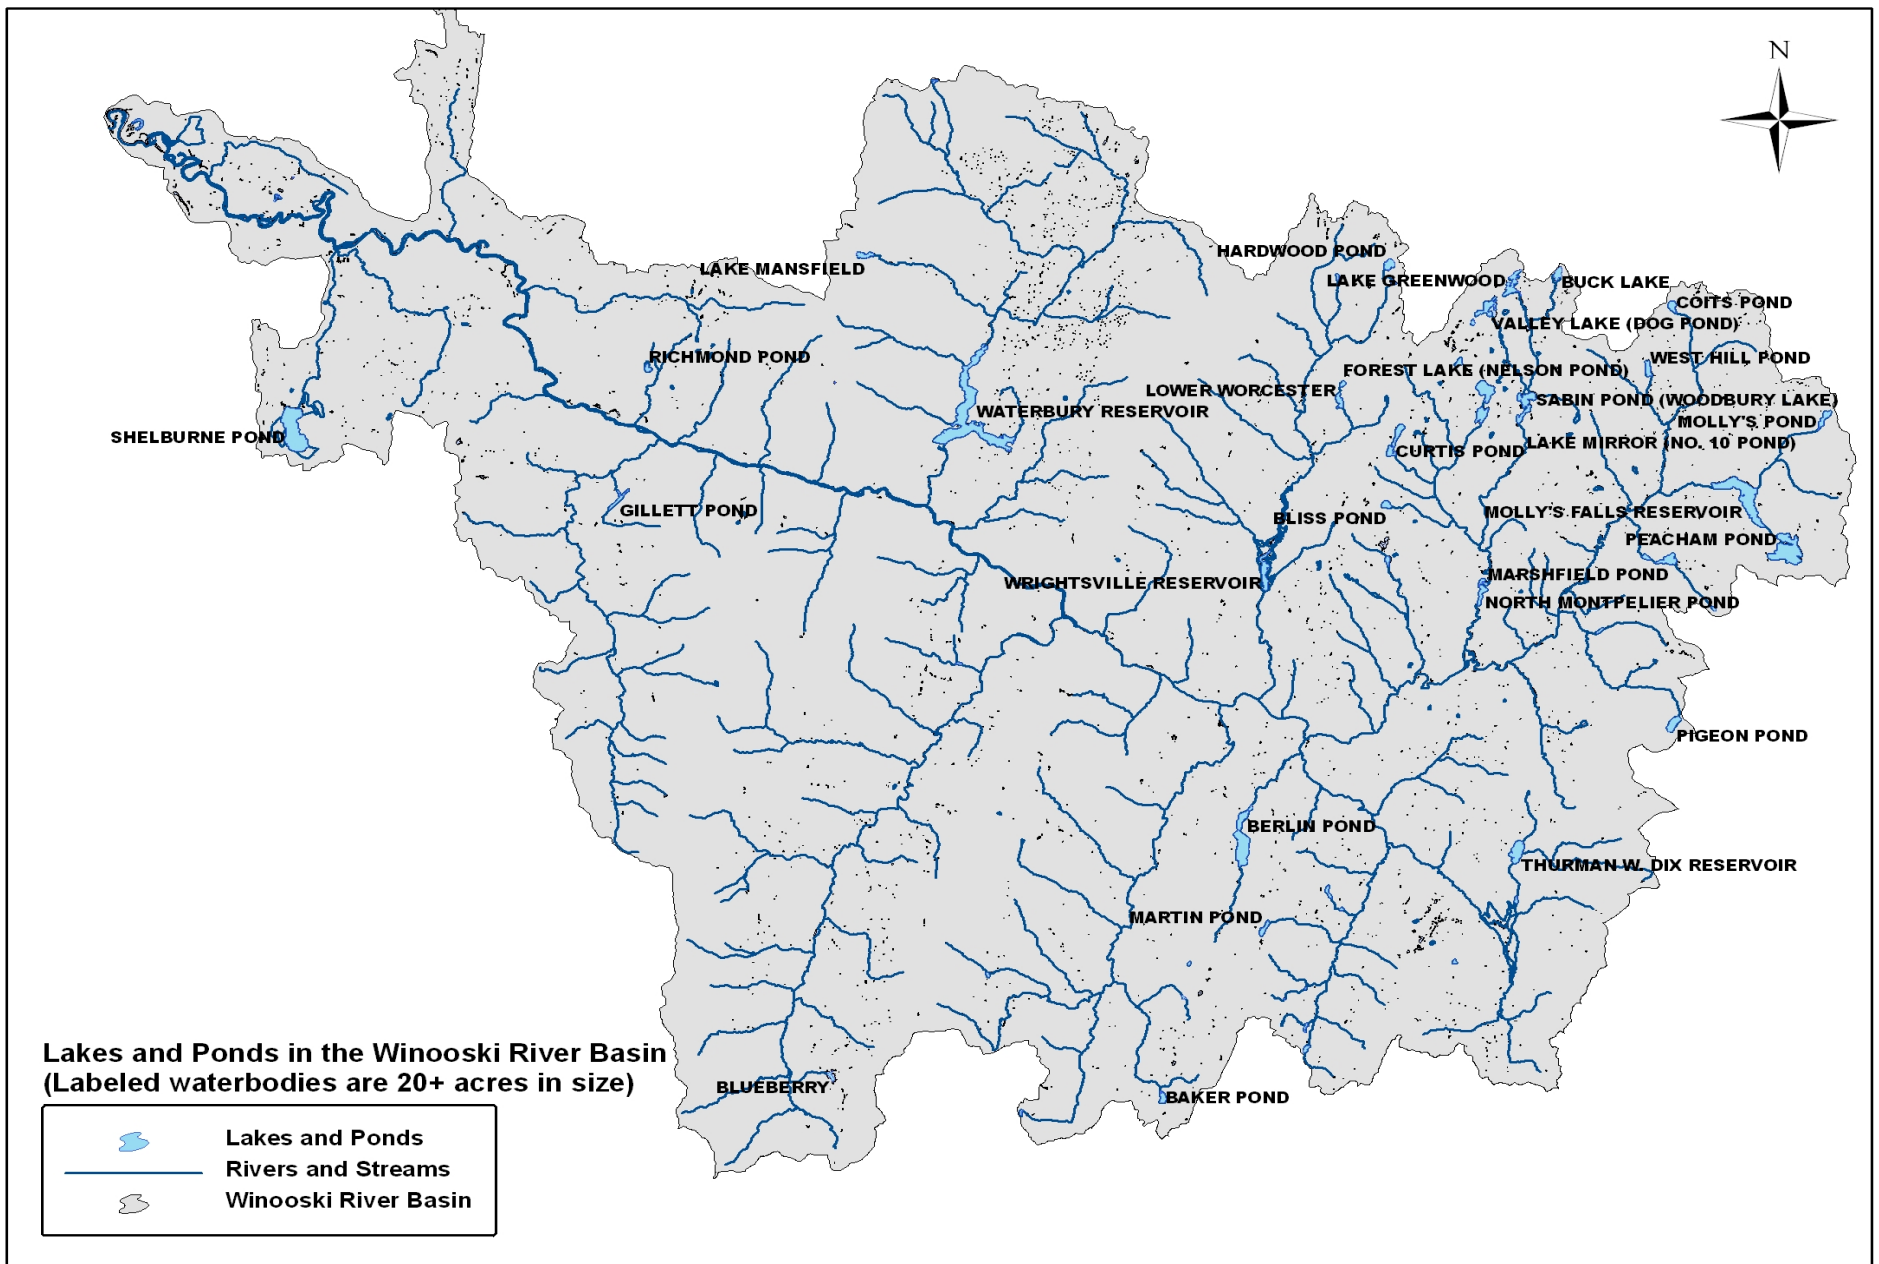 N
HARDWOOD POND
LAKE MANSFIELD
LAKE GREENWOOD
BUCK LAKE
COITS POND
VALLEY LAKE (DOG POND)
RICHMOND POND
WEST HILL POND
FOREST LAKE (NELSON POND)
LOWER WORCESTER
SABIN POND (WOODBURY LAKE)
WATERBURY RESERVOIR
MOLLY'S POND
SHELBURNE POND
LAKE MIRROR (NO. 10 POND)
CURTIS POND
GILLETT POND
MOLLY'S FALLS RESERVOIR
BLISS POND
PEACHAM POND
MARSHFIELD POND
WRIGHTSVILLE RESERVOIR
NORTH MONTPELIER POND
PIGEON POND
BERLIN POND
THURMAN W. DIX RESERVOIR
MARTIN POND
BLUEBERRY
BAKER POND
Lakes and Ponds in the Winooski River Basin
(Labeled waterbodies are 20+ acres in size)
Lakes and Ponds
Rivers and Streams
Winooski River Basin